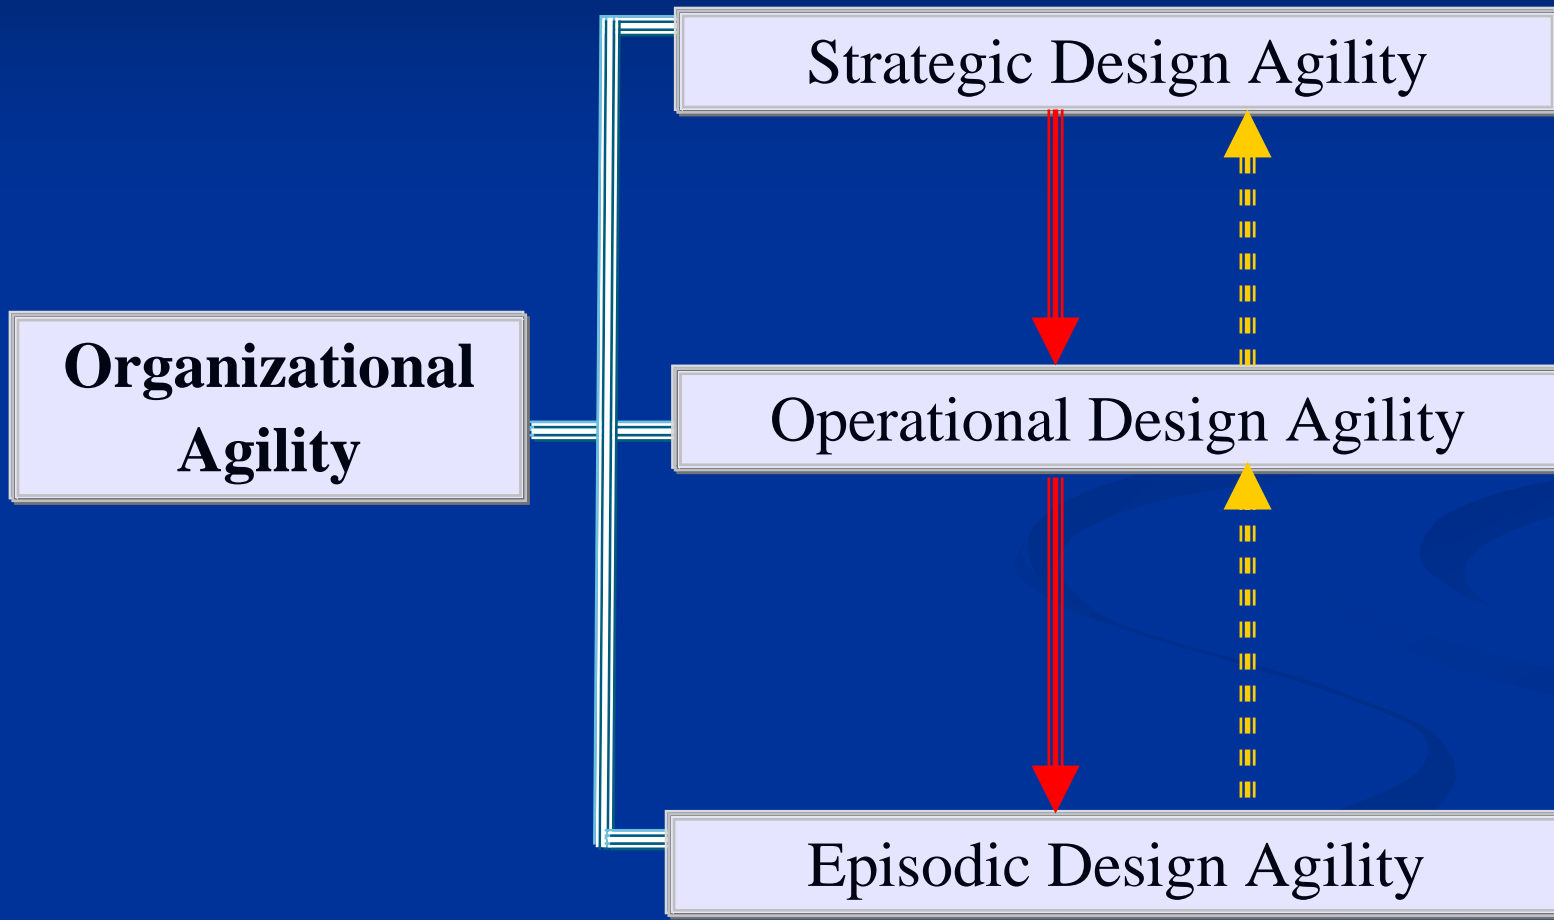 Strategic Design Agility
Organizational
Agility
Operational Design Agility
Episodic Design Agility